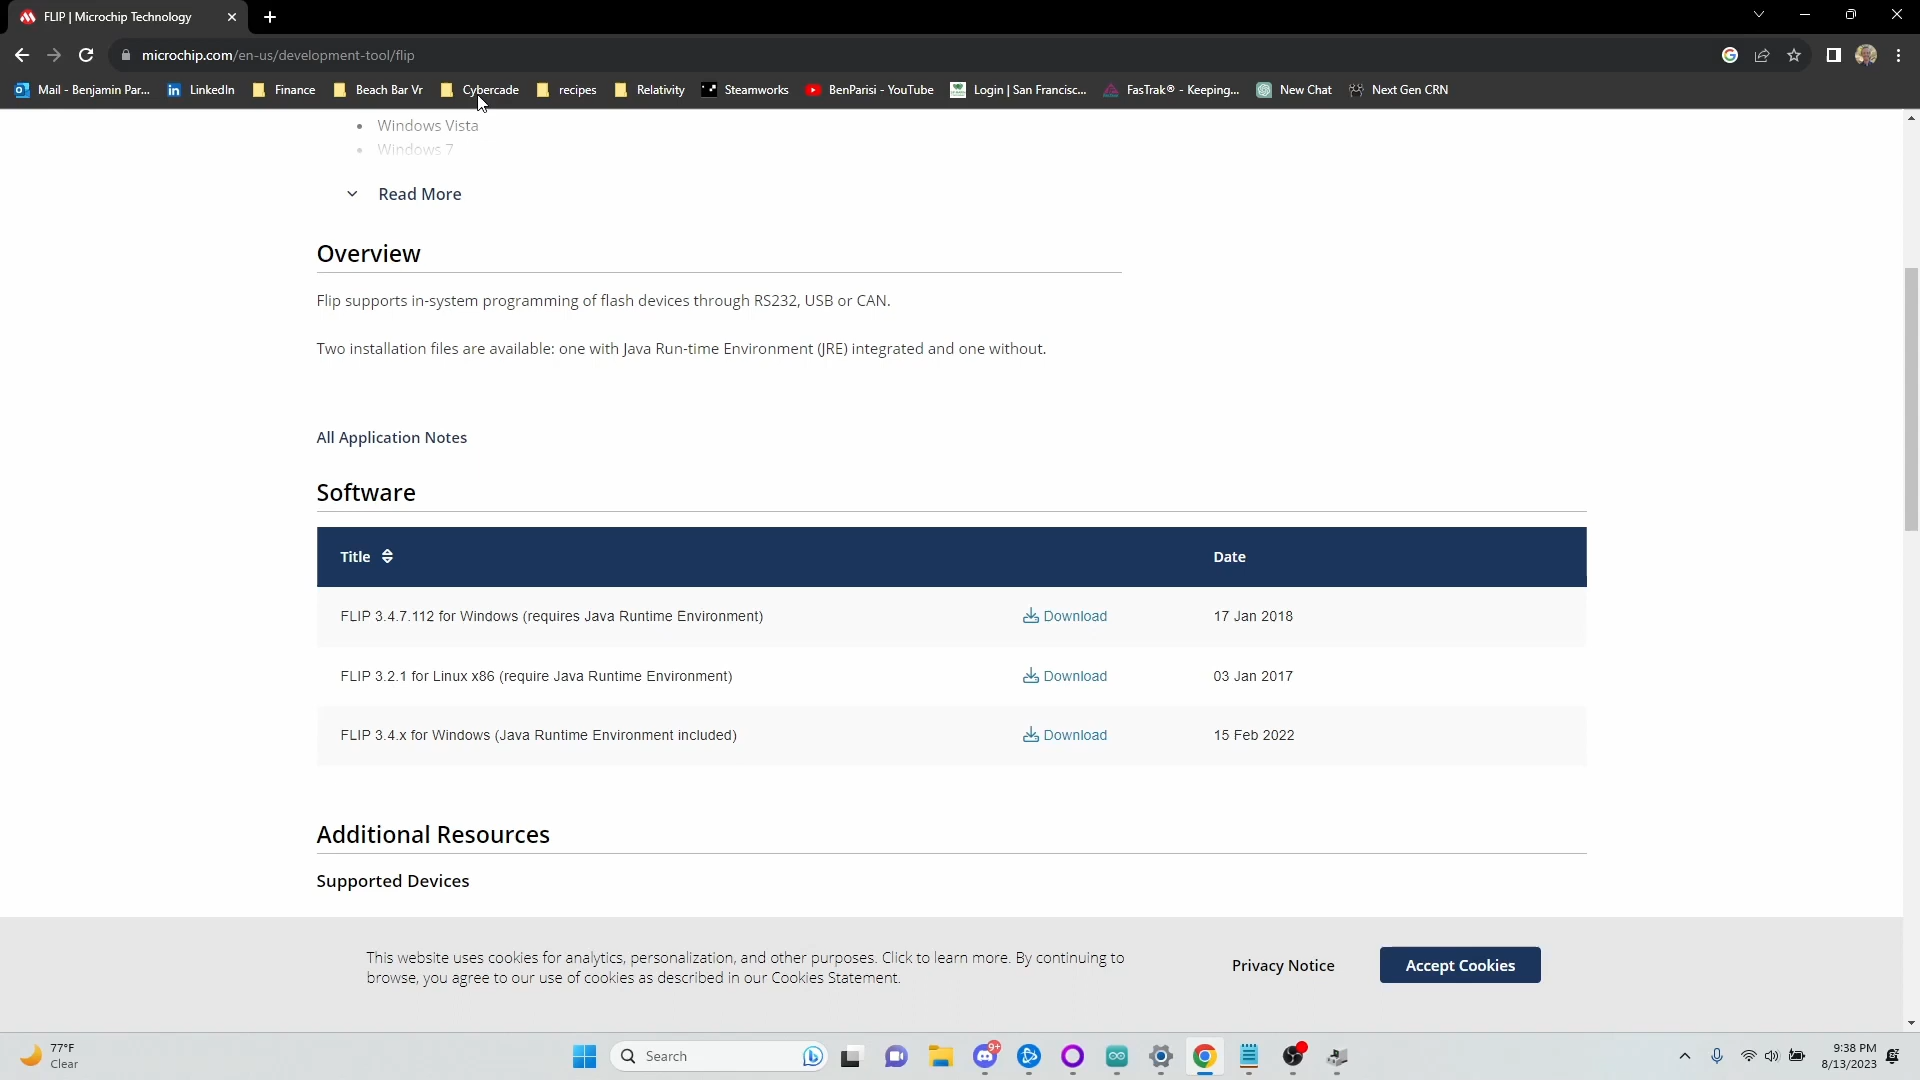 FLIP | Microchip Technology
microchip.com/en-us/development-tool/flip
Mail - Benjamin Par...
LinkedIn
Finance
Beach Bar Vr
Cybercade
recipes
Relativity
Steamworks
BenParisi - YouTube
Login | San Francisc...
FasTrak® - Keeping...
New Chat
Next Gen CRN
Windows Vista
Windows 7
Read More
Overview
Flip supports in-system programming of flash devices through RS232, USB or CAN.
Two installation files are available: one with Java Run-time Environment (JRE) integrated and one without.
All Application Notes
Software
Title
Date
FLIP 3.4.7.112 for Windows (requires Java Runtime Environment) Download 17 Jan 2018
FLIP 3.2.1 for Linux x86 (require Java Runtime Environment) Download 03 Jan 2017
FLIP 3.4.x for Windows (Java Runtime Environment included) Download 15 Feb 2022
Additional Resources
Supported Devices
This website uses cookies for analytics, personalization, and other purposes. Click to learn more. By continuing to
browse, you agree to our use of cookies as described in our Cookies Statement.
Privacy Notice
Accept Cookies
77°F
Clear
Search
9+
9:38 PM
8/13/2023